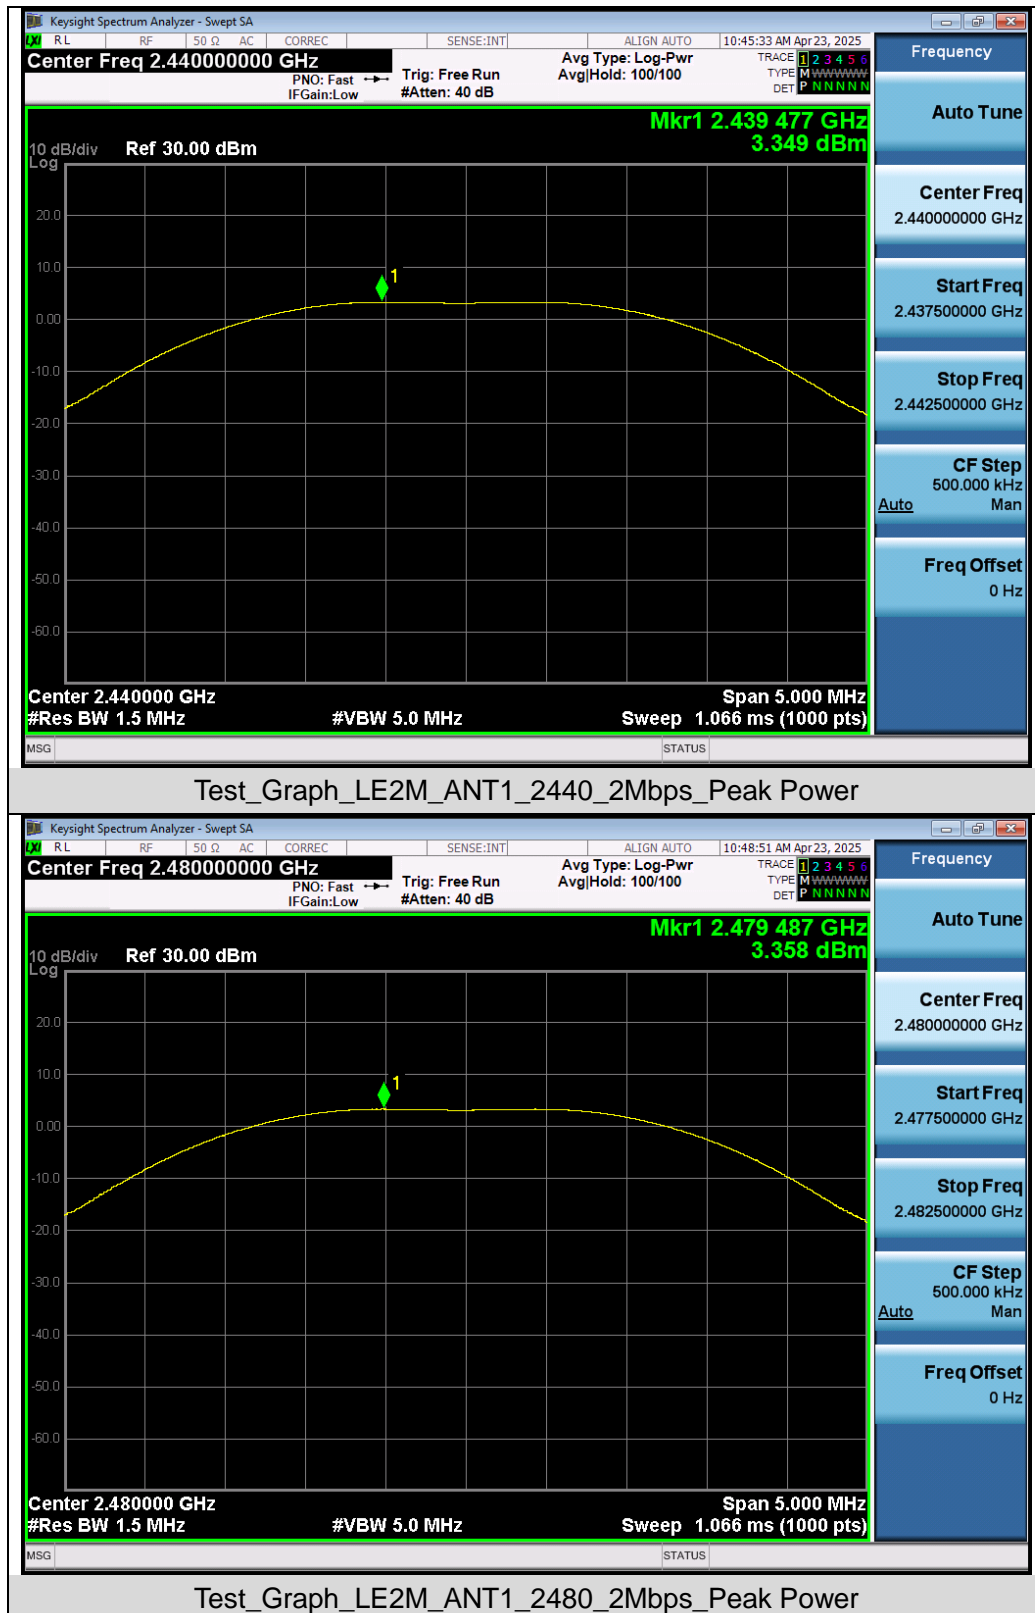 Keysight Spectrum Analyzer - Swept SA
LXI RL RF 50 Ω AC CORREC SENSE:INT ALIGN AUTO 10:45:33 AM Apr 23, 2025
Center Freq 2.440000000 GHz
PNO: Fast
IFGain:Low
Trig: Free Run
#Atten: 40 dB
Avg Type: Log-Pwr
Avg|Hold: 100/100
TRACE 1 2 3 4 5 6
TYPE M W W W W W
DET P N N N N N
Mkr1 2.439 477 GHz
3.349 dBm
10 dB/div Ref 30.00 dBm
Log
20.0
10.0
1
0.00
-10.0
-20.0
-30.0
-40.0
-50.0
-60.0
Center 2.440000 GHz Span 5.000 MHz
#Res BW 1.5 MHz #VBW 5.0 MHz Sweep 1.066 ms (1000 pts)
MSG STATUS
Frequency
Auto Tune
Center Freq
2.440000000 GHz
Start Freq
2.437500000 GHz
Stop Freq
2.442500000 GHz
CF Step
500.000 kHz
Auto Man
Freq Offset
0 Hz
Test_Graph_LE2M_ANT1_2440_2Mbps_Peak Power
Keysight Spectrum Analyzer - Swept SA
LXI RL RF 50 Ω AC CORREC SENSE:INT ALIGN AUTO 10:48:51 AM Apr 23, 2025
Center Freq 2.480000000 GHz
PNO: Fast
IFGain:Low
Trig: Free Run
#Atten: 40 dB
Avg Type: Log-Pwr
Avg|Hold: 100/100
TRACE 1 2 3 4 5 6
TYPE M W W W W W
DET P N N N N N
Mkr1 2.479 487 GHz
3.358 dBm
10 dB/div Ref 30.00 dBm
Log
20.0
10.0
1
0.00
-10.0
-20.0
-30.0
-40.0
-50.0
-60.0
Center 2.480000 GHz Span 5.000 MHz
#Res BW 1.5 MHz #VBW 5.0 MHz Sweep 1.066 ms (1000 pts)
MSG STATUS
Frequency
Auto Tune
Center Freq
2.480000000 GHz
Start Freq
2.477500000 GHz
Stop Freq
2.482500000 GHz
CF Step
500.000 kHz
Auto Man
Freq Offset
0 Hz
Test_Graph_LE2M_ANT1_2480_2Mbps_Peak Power